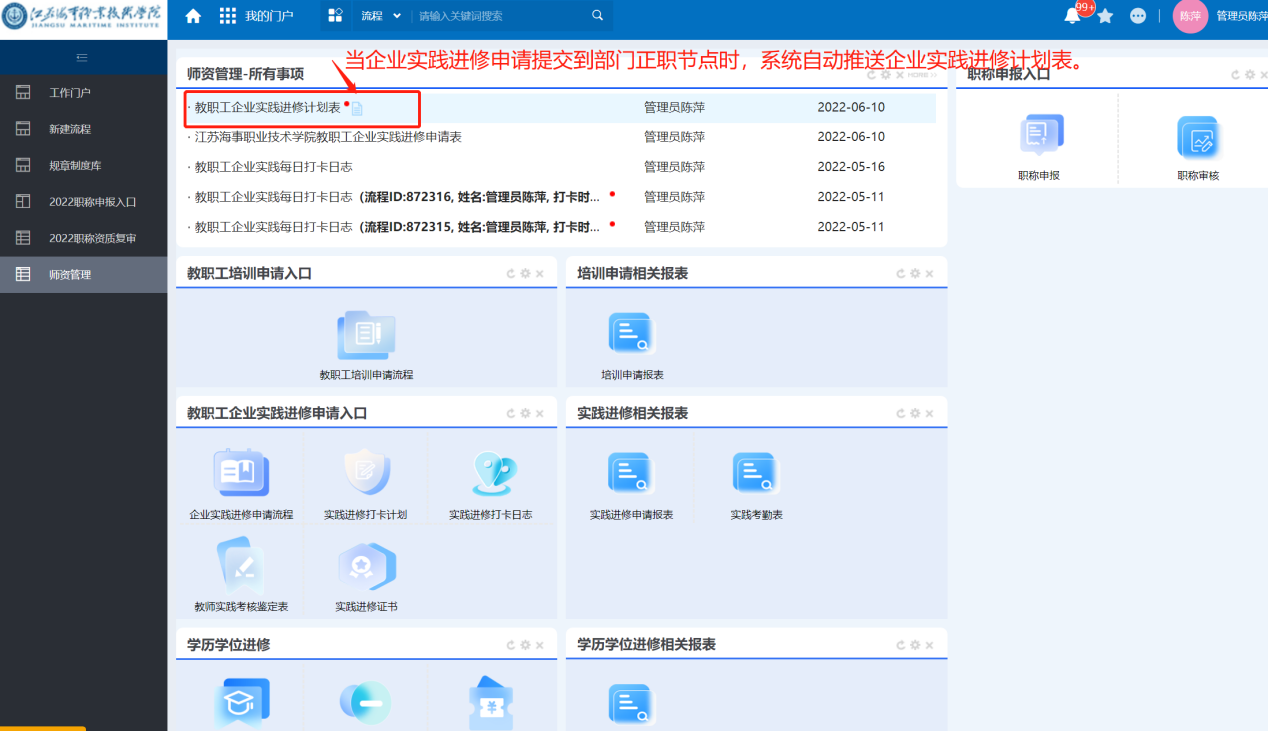 江苏海事职业技术学院
JIANGSU MARITIME INSTITUTE
我的门户
流程
请输入关键词搜索
99+
陈萍
管理员陈萍
当企业实践进修申请提交到部门正职节点时，系统自动推送企业实践进修计划表。
工作门户
新建流程
规章制度库
2022职称申报入口
2022职称资质复审
师资管理
师资管理-所有事项
MORE >>
· 教职工企业实践进修计划表 管理员陈萍 2022-06-10
· 江苏海事职业技术学院教职工企业实践进修申请表 管理员陈萍 2022-06-10
· 教职工企业实践每日打卡日志 管理员陈萍 2022-05-16
· 教职工企业实践每日打卡日志 (流程ID:872316, 姓名:管理员陈萍, 打卡时... 管理员陈萍 2022-05-11
· 教职工企业实践每日打卡日志 (流程ID:872315, 姓名:管理员陈萍, 打卡时... 管理员陈萍 2022-05-11
职称申报入口
职称申报
职称审核
教职工培训申请入口
教职工培训申请流程
培训申请相关报表
培训申请报表
教职工企业实践进修申请入口
企业实践进修申请流程
实践进修打卡计划
实践进修打卡日志
教师实践考核鉴定表
实践进修证书
实践进修相关报表
实践进修申请报表
实践考勤表
学历学位进修
学历学位进修相关报表